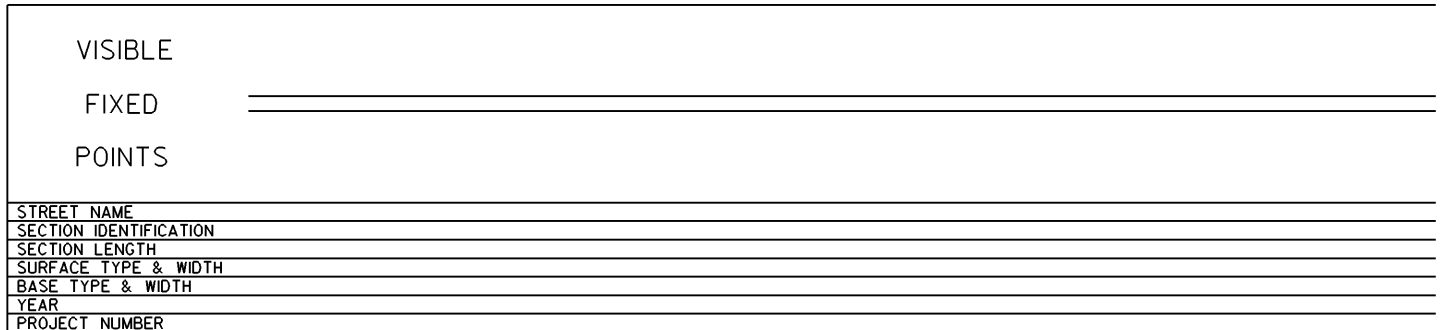 VISIBLE
FIXED
POINTS
STREET NAME
SECTION IDENTIFICATION
SECTION LENGTH
SURFACE TYPE & WIDTH
BASE TYPE & WIDTH
YEAR
PROJECT NUMBER